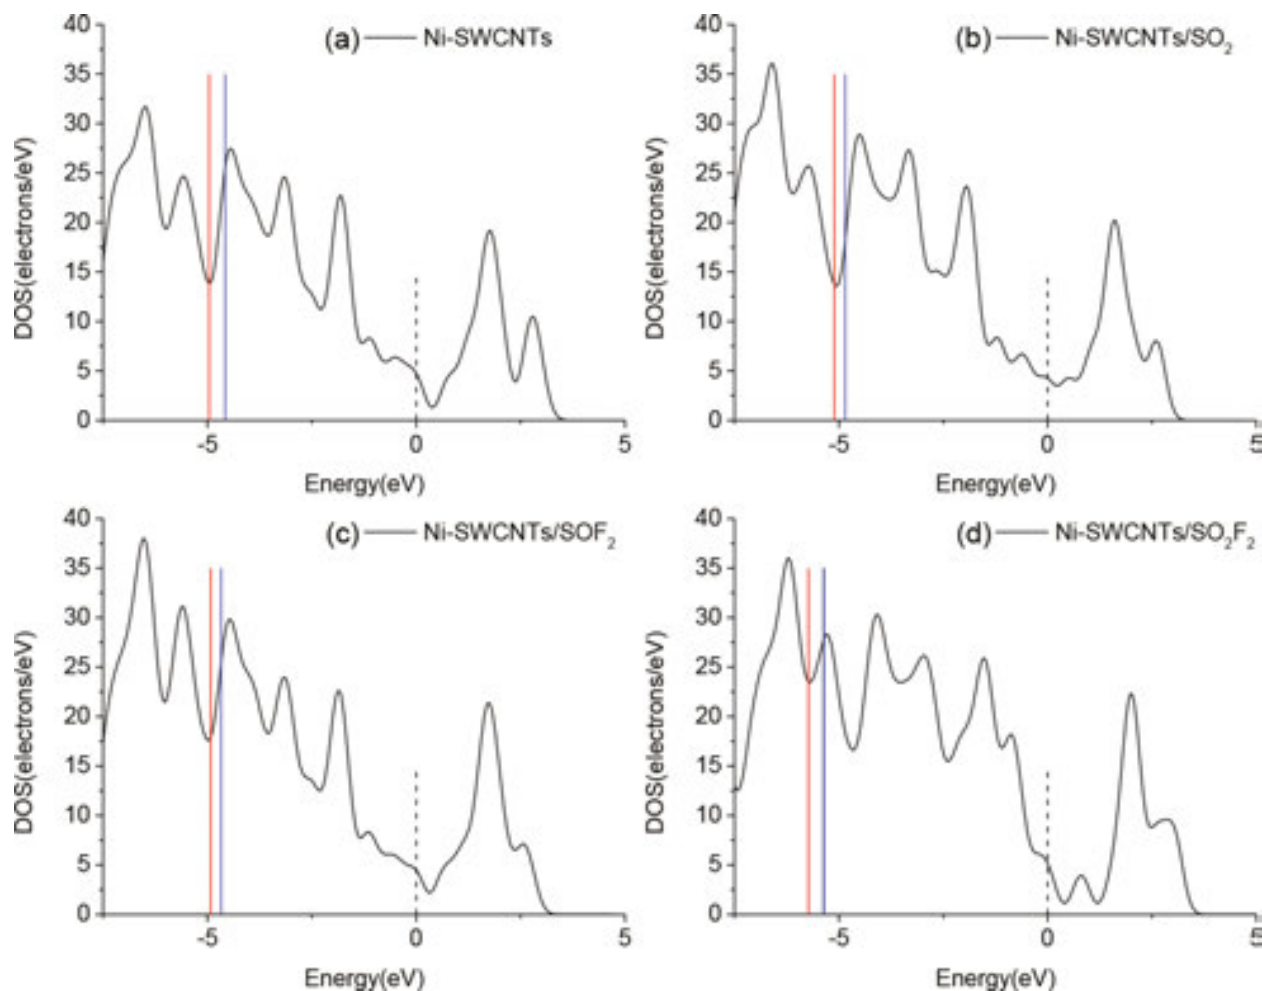 (a) — Ni-SWCNTs
40
35
30
25
20
15
10
5
0
DOS(electrons/eV)
-5 0 5
Energy(eV)
(b) — Ni-SWCNTs/SO₂
40
35
30
25
20
15
10
5
0
DOS(electrons/eV)
-5 0 5
Energy(eV)
(c) — Ni-SWCNTs/SOF₂
40
35
30
25
20
15
10
5
0
DOS(electrons/eV)
-5 0 5
Energy(eV)
(d) — Ni-SWCNTs/SO₂F₂
40
35
30
25
20
15
10
5
0
DOS(electrons/eV)
-5 0 5
Energy(eV)